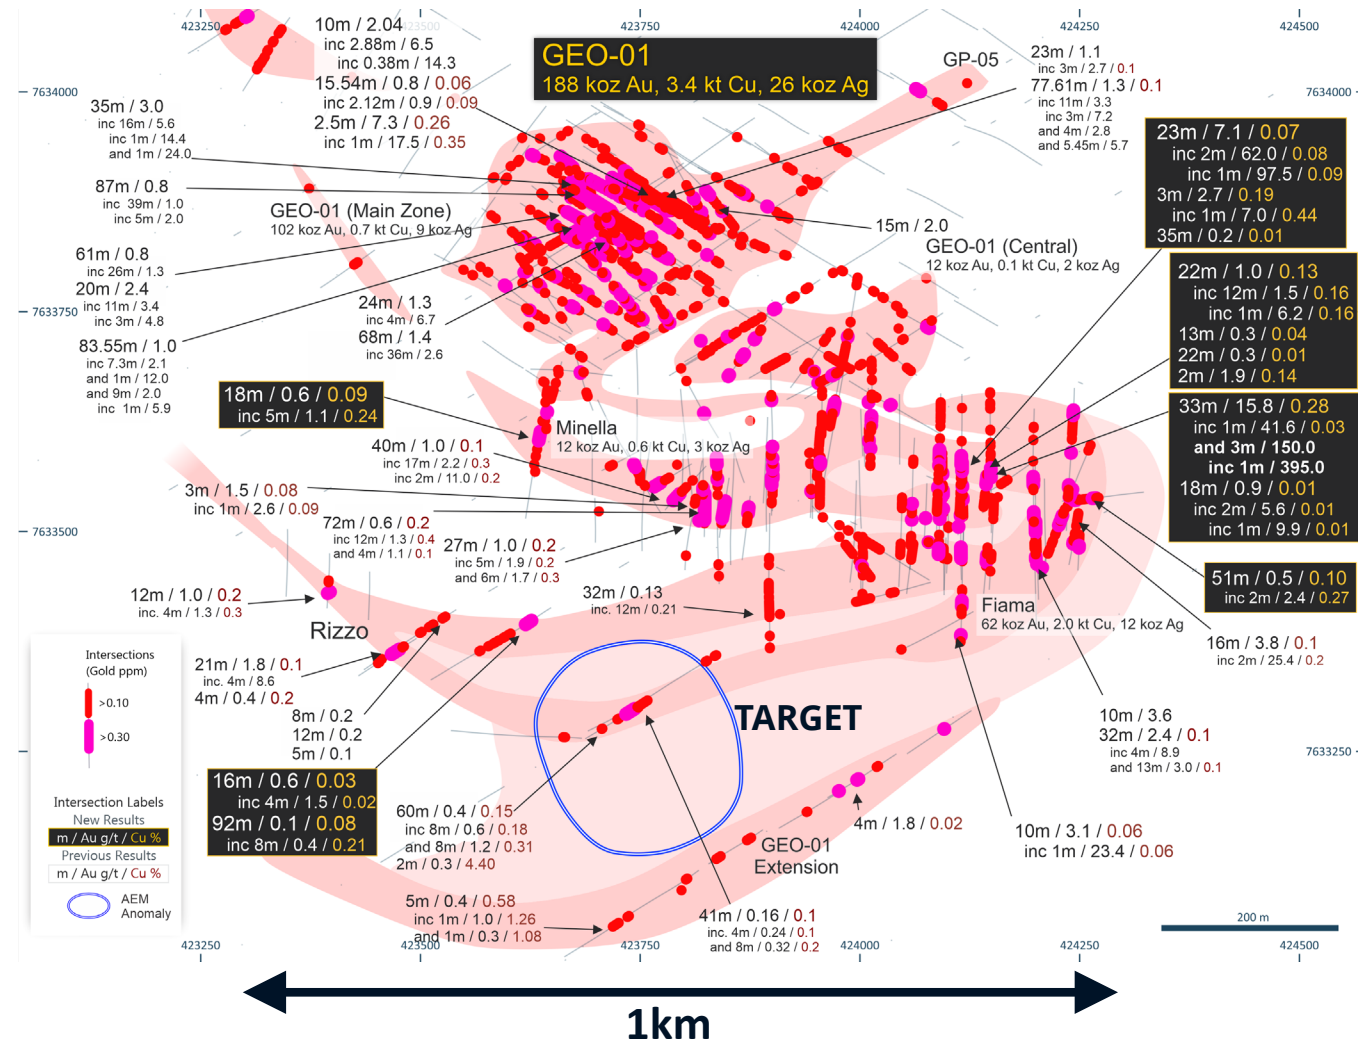 423250
423500
423750
424000
424250
424500
7634000
7634000
7633750
7633500
7633250
10m / 2.04
inc 2.88m / 6.5
inc 0.38m / 14.3
15.54m / 0.8 / 0.06
inc 2.12m / 0.9 / 0.09
2.5m / 7.3 / 0.26
inc 1m / 17.5 / 0.35
GEO-01
188 koz Au, 3.4 kt Cu, 26 koz Ag
GP-05
23m / 1.1
inc 3m / 2.7 / 0.1
77.61m / 1.3 / 0.1
inc 11m / 3.3
inc 3m / 7.2
and 4m / 2.8
and 5.45m / 5.7
35m / 3.0
inc 16m / 5.6
inc 1m / 14.4
and 1m / 24.0
87m / 0.8
inc 39m / 1.0
inc 5m / 2.0
GEO-01 (Main Zone)
102 koz Au, 0.7 kt Cu, 9 koz Ag
61m / 0.8
inc 26m / 1.3
20m / 2.4
inc 11m / 3.4
inc 3m / 4.8
83.55m / 1.0
inc 7.3m / 2.1
and 1m / 12.0
and 9m / 2.0
inc 1m / 5.9
24m / 1.3
inc 4m / 6.7
68m / 1.4
inc 36m / 2.6
15m / 2.0
GEO-01 (Central)
12 koz Au, 0.1 kt Cu, 2 koz Ag
23m / 7.1 / 0.07
inc 2m / 62.0 / 0.08
inc 1m / 97.5 / 0.09
3m / 2.7 / 0.19
inc 1m / 7.0 / 0.44
35m / 0.2 / 0.01
22m / 1.0 / 0.13
inc 12m / 1.5 / 0.16
inc 1m / 6.2 / 0.16
13m / 0.3 / 0.04
22m / 0.3 / 0.01
2m / 1.9 / 0.14
33m / 15.8 / 0.28
inc 1m / 41.6 / 0.03
and 3m / 150.0
inc 1m / 395.0
18m / 0.9 / 0.01
inc 2m / 5.6 / 0.01
inc 1m / 9.9 / 0.01
51m / 0.5 / 0.10
inc 2m / 2.4 / 0.27
16m / 3.8 / 0.1
inc 2m / 25.4 / 0.2
18m / 0.6 / 0.09
inc 5m / 1.1 / 0.24
Minella
12 koz Au, 0.6 kt Cu, 3 koz Ag
40m / 1.0 / 0.1
inc 17m / 2.2 / 0.3
inc 2m / 11.0 / 0.2
3m / 1.5 / 0.08
inc 1m / 2.6 / 0.09
72m / 0.6 / 0.2
inc 12m / 1.3 / 0.4
and 4m / 1.1 / 0.1
27m / 1.0 / 0.2
inc 5m / 1.9 / 0.2
and 6m / 1.7 / 0.3
12m / 1.0 / 0.2
inc. 4m / 1.3 / 0.3
32m / 0.13
inc. 12m / 0.21
Fiama
62 koz Au, 2.0 kt Cu, 12 koz Ag
Rizzo
21m / 1.8 / 0.1
inc. 4m / 8.6
4m / 0.4 / 0.2
8m / 0.2
12m / 0.2
5m / 0.1
16m / 0.6 / 0.03
inc 4m / 1.5 / 0.02
92m / 0.1 / 0.08
inc 8m / 0.4 / 0.21
TARGET
10m / 3.6
32m / 2.4 / 0.1
inc 4m / 8.9
and 13m / 3.0 / 0.1
60m / 0.4 / 0.15
inc 8m / 0.6 / 0.18
and 8m / 1.2 / 0.31
2m / 0.3 / 4.40
4m / 1.8 / 0.02
10m / 3.1 / 0.06
inc 1m / 23.4 / 0.06
GEO-01
Extension
5m / 0.4 / 0.58
inc 1m / 1.0 / 1.26
and 1m / 0.3 / 1.08
41m / 0.16 / 0.1
inc. 4m / 0.24 / 0.1
and 8m / 0.32 / 0.2
Intersections
(Gold ppm)
>0.10
>0.30
Intersection Labels
New Results
m / Au g/t / Cu %
Previous Results
m / Au g/t / Cu %
AEM
Anomaly
200 m
423250
423500
423750
424000
424250
424500
1km